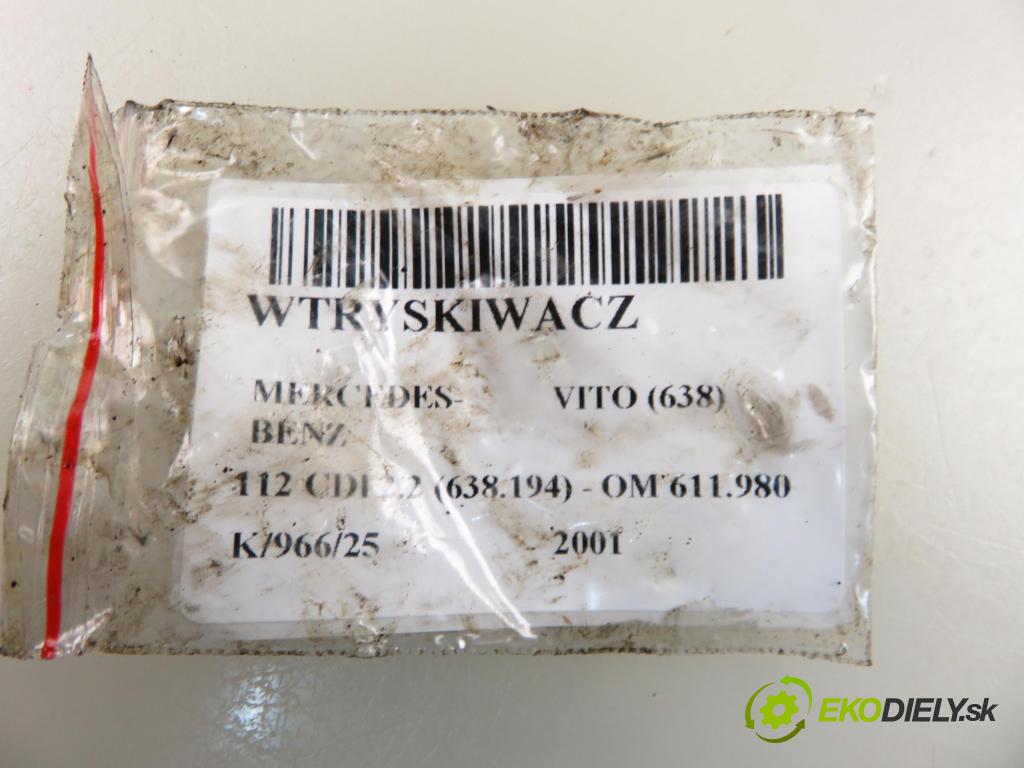 WTRYSKIWACZ
MERCEDES- VITO (638)
BENZ
112 CDI 2.2 (638.194) - OM 611.980
K/966/25 2001
EKODIELY.sk